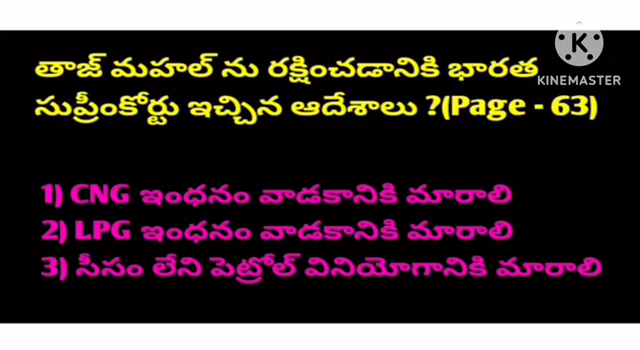 KINEMASTER
తాజ్ మహల్ ను రక్షించడానికి భారత
సుప్రీంకోర్టు ఇచ్చిన ఆదేశాలు ?(Page - 63)
1) CNG ఇంధనం వాడకానికి మారాలి
2) LPG ఇంధనం వాడకానికి మారాలి
3) సీసం లేని పెట్రోల్ వినియోగానికి మారాలి